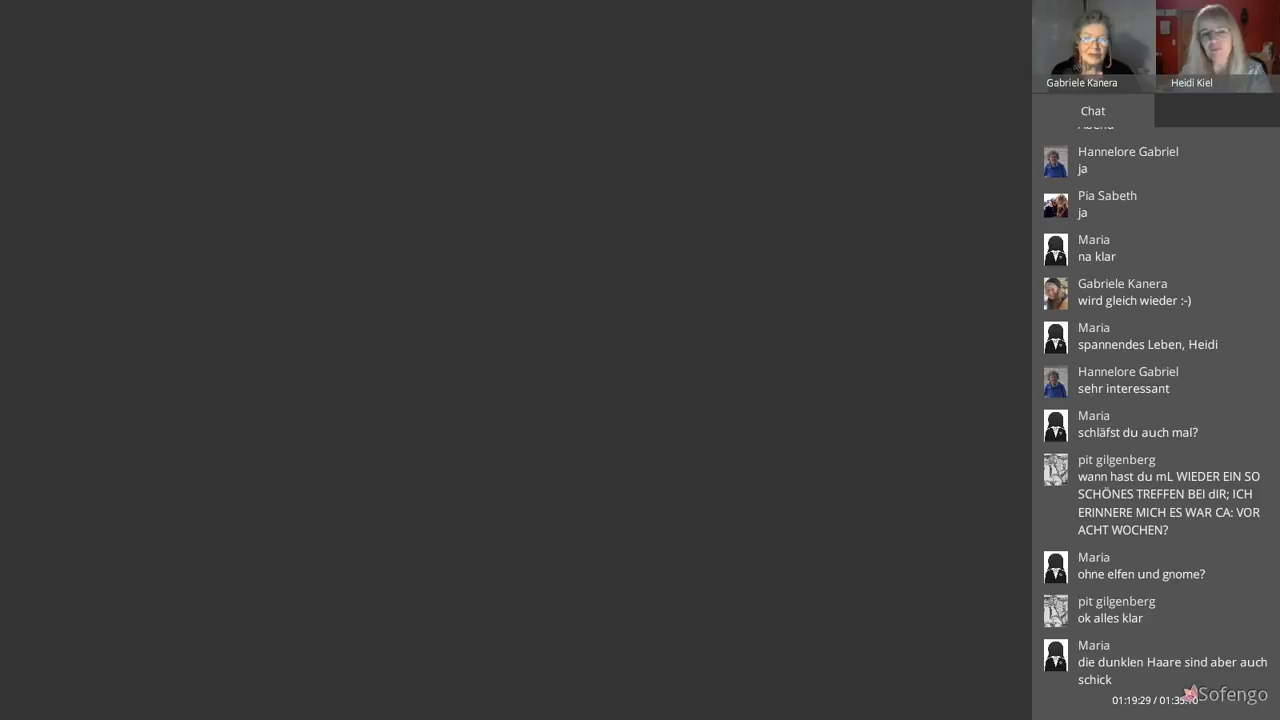 Gabriele Kanera
Heidi Kiel
Chat
Abend
Hannelore Gabriel
ja
Pia Sabeth
ja
Maria
na klar
Gabriele Kanera
wird gleich wieder :-)
Maria
spannendes Leben, Heidi
Hannelore Gabriel
sehr interessant
Maria
schläfst du auch mal?
pit gilgenberg
wann hast du mL WIEDER EIN SO
SCHÖNES TREFFEN BEI dIR; ICH
ERINNERE MICH ES WAR CA: VOR
ACHT WOCHEN?
Maria
ohne elfen und gnome?
pit gilgenberg
ok alles klar
Maria
die dunklen Haare sind aber auch
schick
01:19:29 /
Sofengo